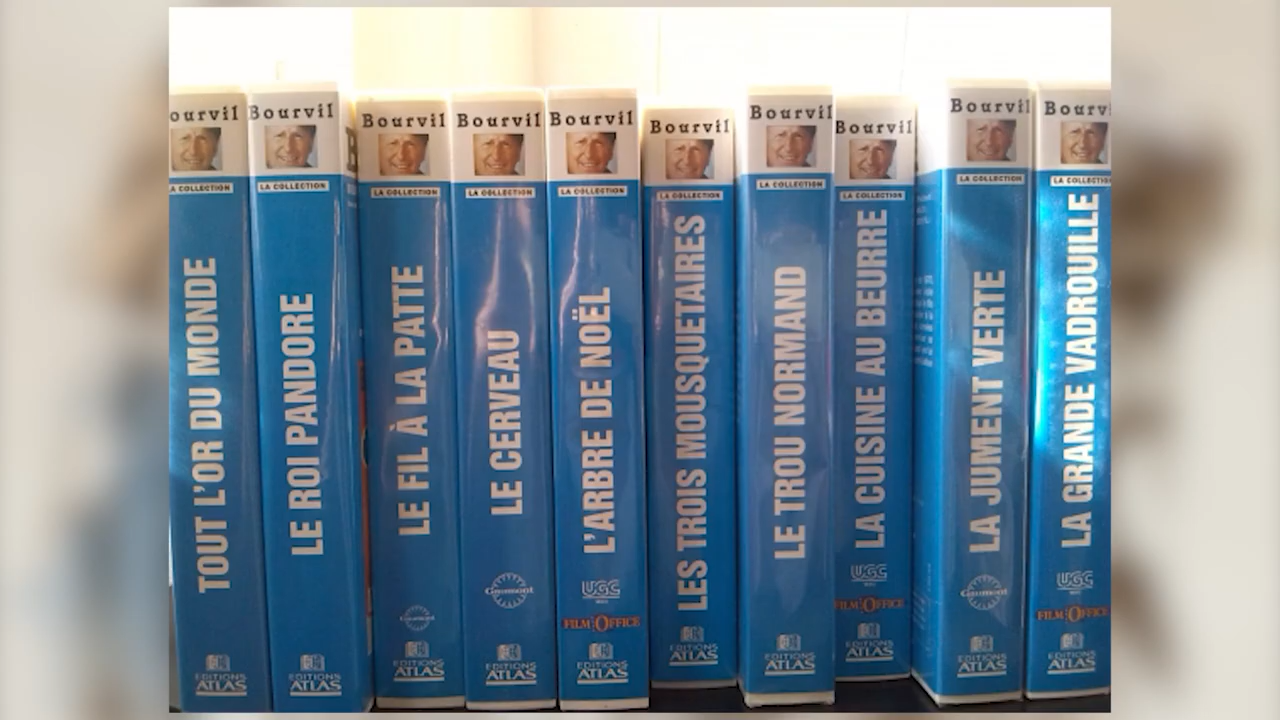 Bourvil
LA COLLECTION
TOUT L'OR DU MONDE
EDITIONS
ATLAS
Bourvil
LA COLLECTION
LE ROI PANDORE
EDITIONS
ATLAS
Bourvil
LA COLLECTION
LE FIL À LA PATTE
Gaumont
EDITIONS
ATLAS
Bourvil
LA COLLECTION
LE CERVEAU
Gaumont
EDITIONS
ATLAS
Bourvil
LA COLLECTION
L'ARBRE DE NOËL
UGC
FILM OFFICE
EDITIONS
ATLAS
Bourvil
LA COLLECTION
LES TROIS MOUSQUETAIRES
EDITIONS
ATLAS
Bourvil
LA COLLECTION
LE TROU NORMAND
EDITIONS
ATLAS
Bourvil
LA COLLECTION
LA CUISINE AU BEURRE
UGC
FILM OFFICE
EDITIONS
ATLAS
Bourvil
LA COLLECTION
LA JUMENT VERTE
Gaumont
EDITIONS
ATLAS
Bourvil
LA COLLECTION
LA GRANDE VADROUILLE
UGC
FILM OFFICE
EDITIONS
ATLAS